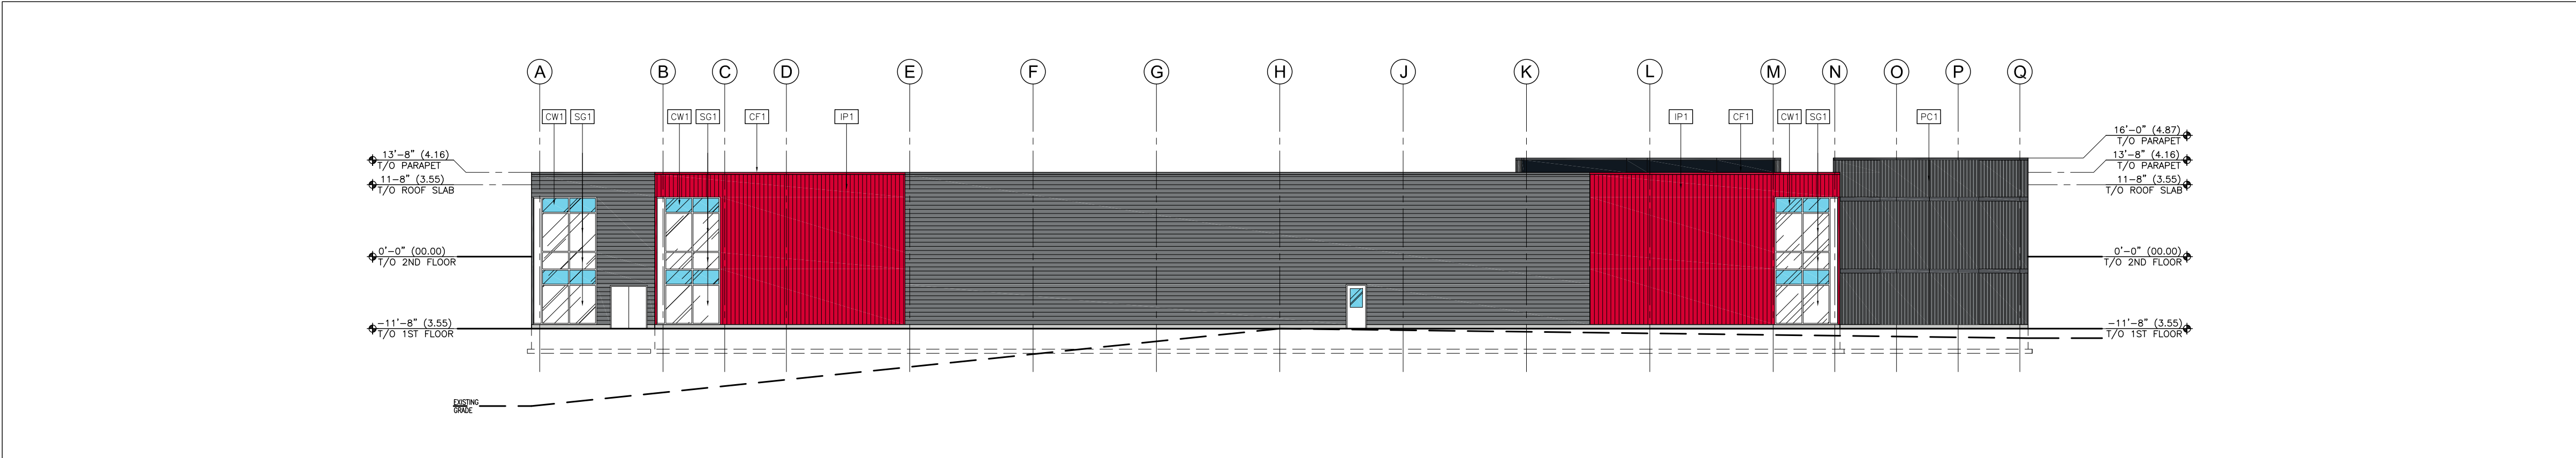 A B C D E F G H J K L M N O P Q
CW1 SG1 CW1 SG1 CF1 IP1 IP1 CF1 CW1 SG1 PC1
13'-8" (4.16)
T/O PARAPET
11-8" (3.55)
T/O ROOF SLAB
0'-0" (00.00)
T/O 2ND FLOOR
-11'-8" (3.55)
T/O 1ST FLOOR
EXISTING
GRADE
16'-0" (4.87)
T/O PARAPET
13'-8" (4.16)
T/O PARAPET
11-8" (3.55)
T/O ROOF SLAB
0'-0" (00.00)
T/O 2ND FLOOR
-11'-8" (3.55)
T/O 1ST FLOOR